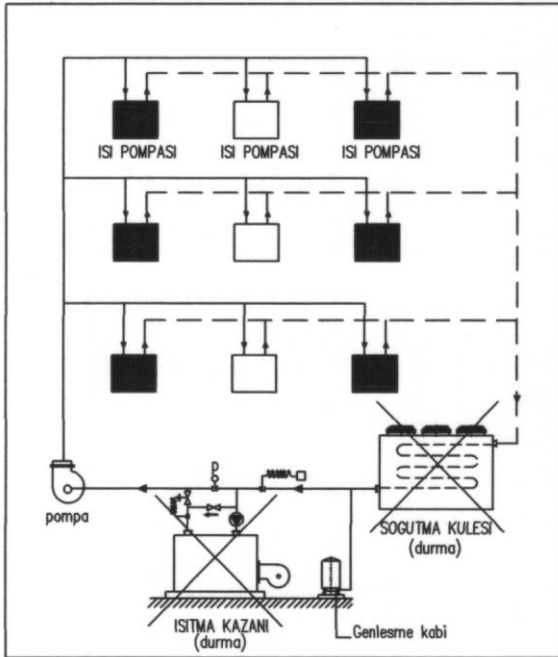 ISI POMPASI
ISI POMPASI
ISI POMPASI
pompa
SOGUTMA KULESI
(durma)
ISITMA KAZANI
(durma)
Genlesme kabi